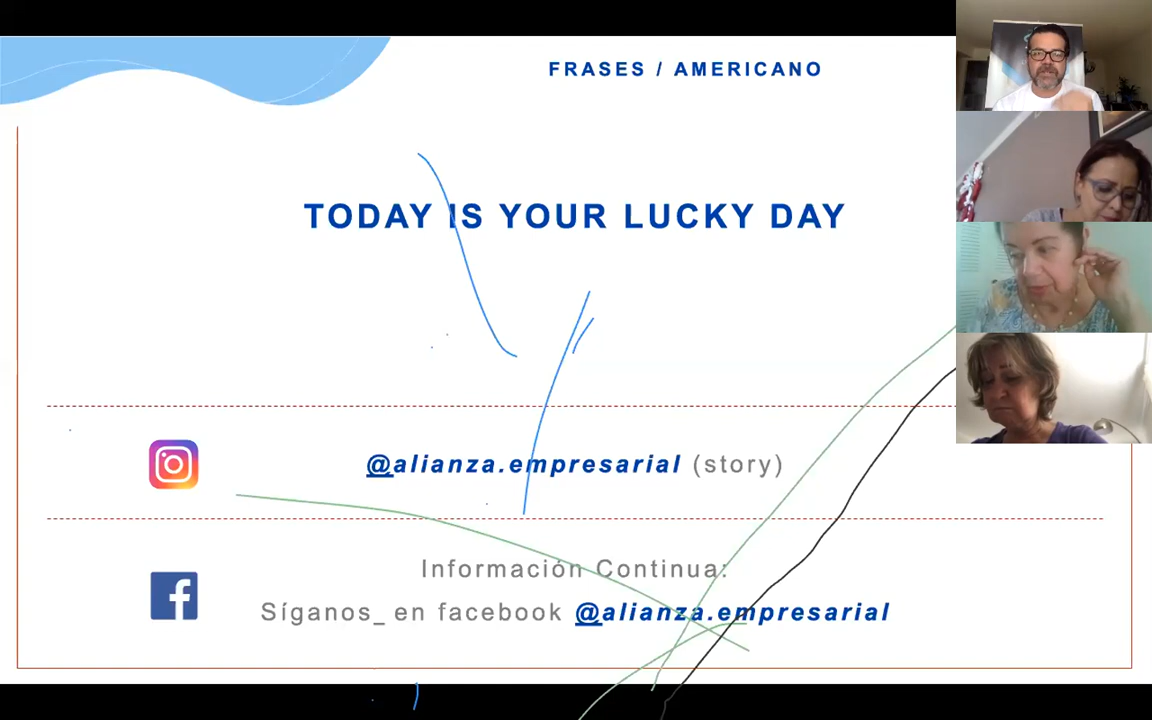 FRASES / AMERICANO
TODAY IS YOUR LUCKY DAY
@alianza.empresarial (story)
Información Continua:
Síganos_ en facebook @alianza.empresarial